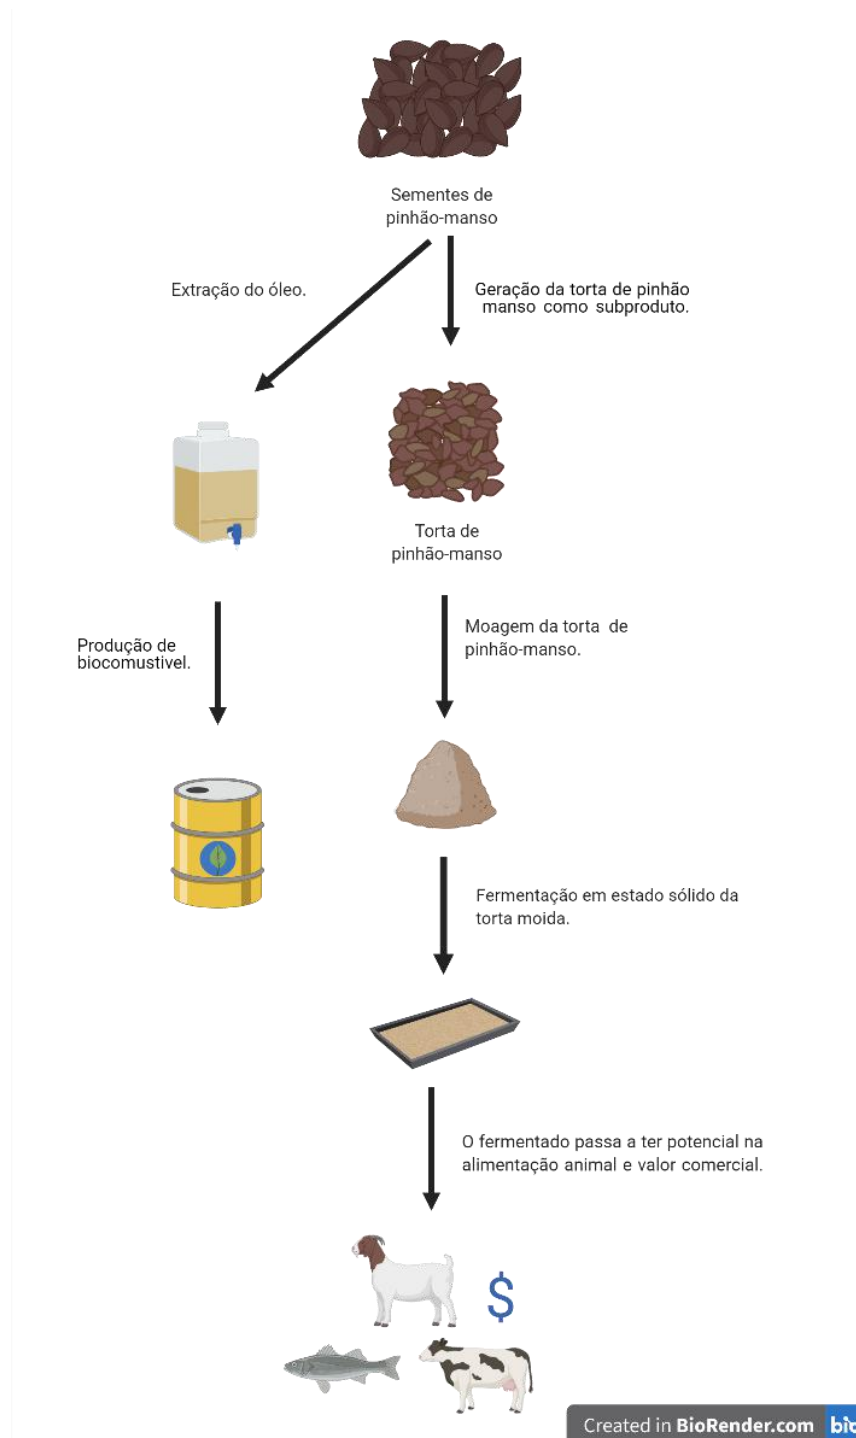 Sementes de
pinhão-manso
Extração do óleo.
Geração da torta de pinhão
manso como subproduto.
Torta de
pinhão-manso
Produção de
biocomustivel.
Moagem da torta de
pinhão-manso.
Fermentação em estado sólido da
torta moida.
O fermentado passa a ter potencial na
alimentação animal e valor comercial.
$
Created in BioRender.com